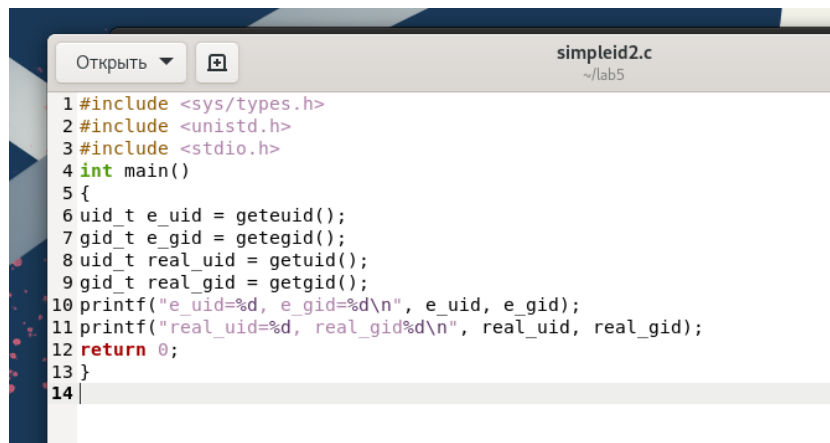 Открыть
simpleid2.c
~/lab5
1 #include <sys/types.h>
2 #include <unistd.h>
3 #include <stdio.h>
4 int main()
5 {
6 uid_t e_uid = geteuid();
7 gid_t e_gid = getegid();
8 uid_t real_uid = getuid();
9 gid_t real_gid = getgid();
10 printf("e_uid=%d, e_gid=%d\n", e_uid, e_gid);
11 printf("real_uid=%d, real_gid%d\n", real_uid, real_gid);
12 return 0;
13 }
14